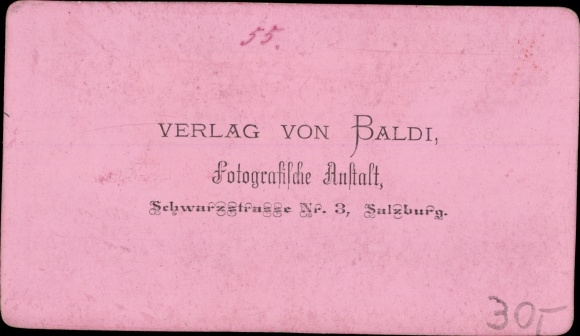 55.
VERLAG VON BALDI,
Fotografische Anstalt,
Schwarzstrasse Nr. 3, Salzburg.
30,-